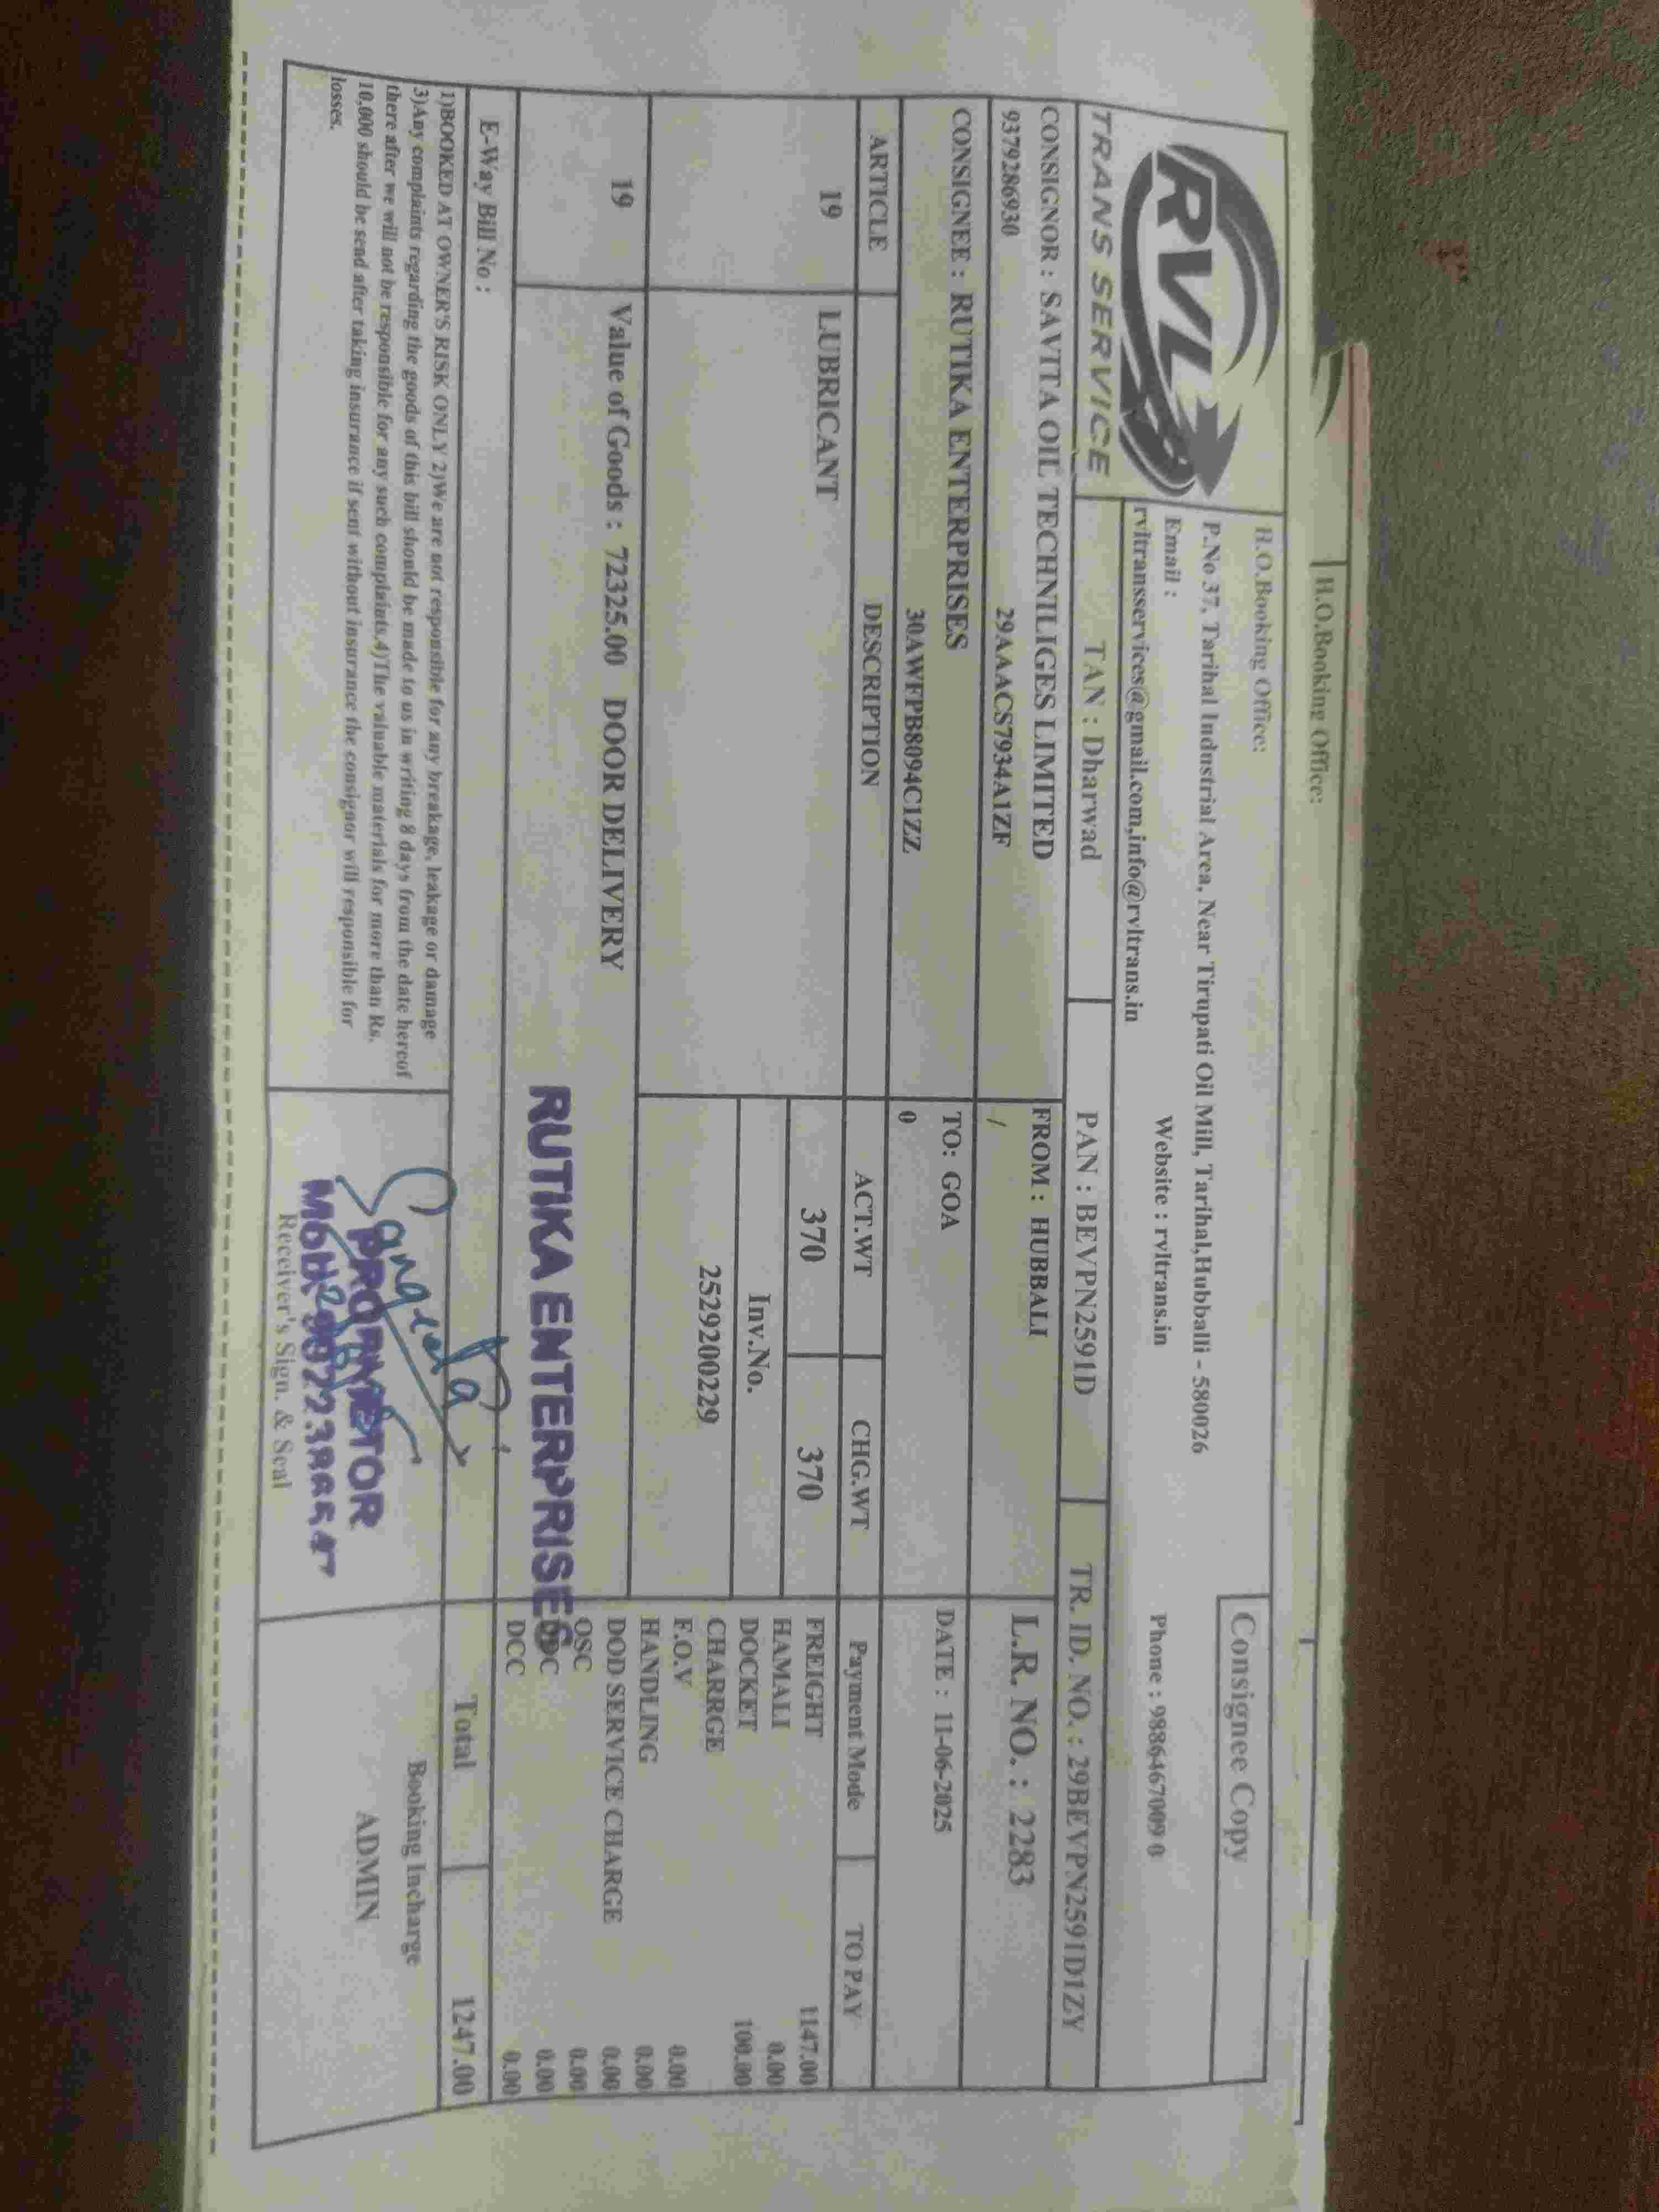 H.O.Booking Office:
RVL
TRANS SERVICE
H.O.Booking Office:
Consignee Copy
P.No 37, Tarihal Industrial Area, Near Tirupati Oil Mill, Tarihal,Hubballi - 580026
Email :
Website : rvltrans.in
Phone : 9886467009 0
rvltransservices@gmail.com,info@rvltrans.in
TAN : Dharwad
PAN : BEVPN2591D
TR. ID. NO. : 29BEVPN2591D1ZY
CONSIGNOR : SAVITA OIL TECHNILIGES LIMITED
9379286930
29AAACS7934A1ZF
FROM : HUBBALI
/
L.R. NO. : 2283
CONSIGNEE : RUTIKA ENTERPRISES
30AWFPB8094C1ZZ
TO: GOA
0
DATE : 11-06-2025
ARTICLE
DESCRIPTION
ACT.WT
CHG.WT
Payment Mode
TO PAY
19
LUBRICANT
370
370
Inv.No.
2529200229
FREIGHT 1147.00
HAMALI 0.00
DOCKET 100.00
CHARRGE
F.O.V 0.00
HANDLING 0.00
DOD SERVICE CHARGE 0.00
OSC 0.00
DDC 0.00
DCC 0.00
19
Value of Goods : 72325.00 DOOR DELIVERY
RUTIKA ENTERPRISES
E-Way Bill No :
Total
1247.00
1)BOOKED AT OWNER'S RISK ONLY 2)We are not responsible for any breakage, leakage or damage
3)Any complaints regarding the goods of this bill should be made to us in writing 8 days from the date hereof
there after we will not be responsible for any such complaints.4)The valuable materials for more than Rs.
10,000 should be send after taking insurance if sent without insurance the consignor will responsible for
losses.
PROPRIETOR
Receiver's Sign. & Seal
Booking Incharge
ADMIN